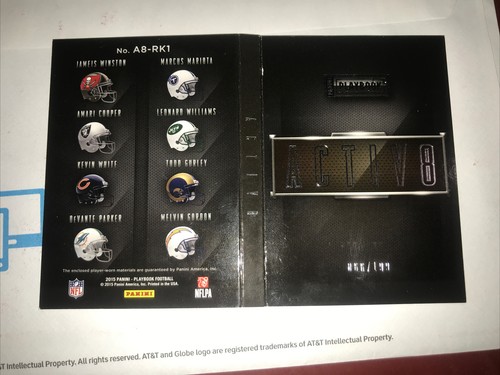 No. A8-RK1
JAMEIS WINSTON
MARCUS MARIOTA
AMARI COOPER
LEONARD WILLIAMS
KEVIN WHITE
TODD GURLEY
DEVANTE PARKER
MELVIN GORDON
The enclosed player-worn materials are guaranteed by Panini America, Inc.
2015 PANINI - PLAYBOOK FOOTBALL
© 2015 Panini America, Inc. Printed in the USA.
NFL
PANINI
NFLPA
PLAYBOOK
ACTIV8
T Intellectual Property. All rights reserved. AT&T and Globe logo are registered trademarks of AT&T Intellectual Property.